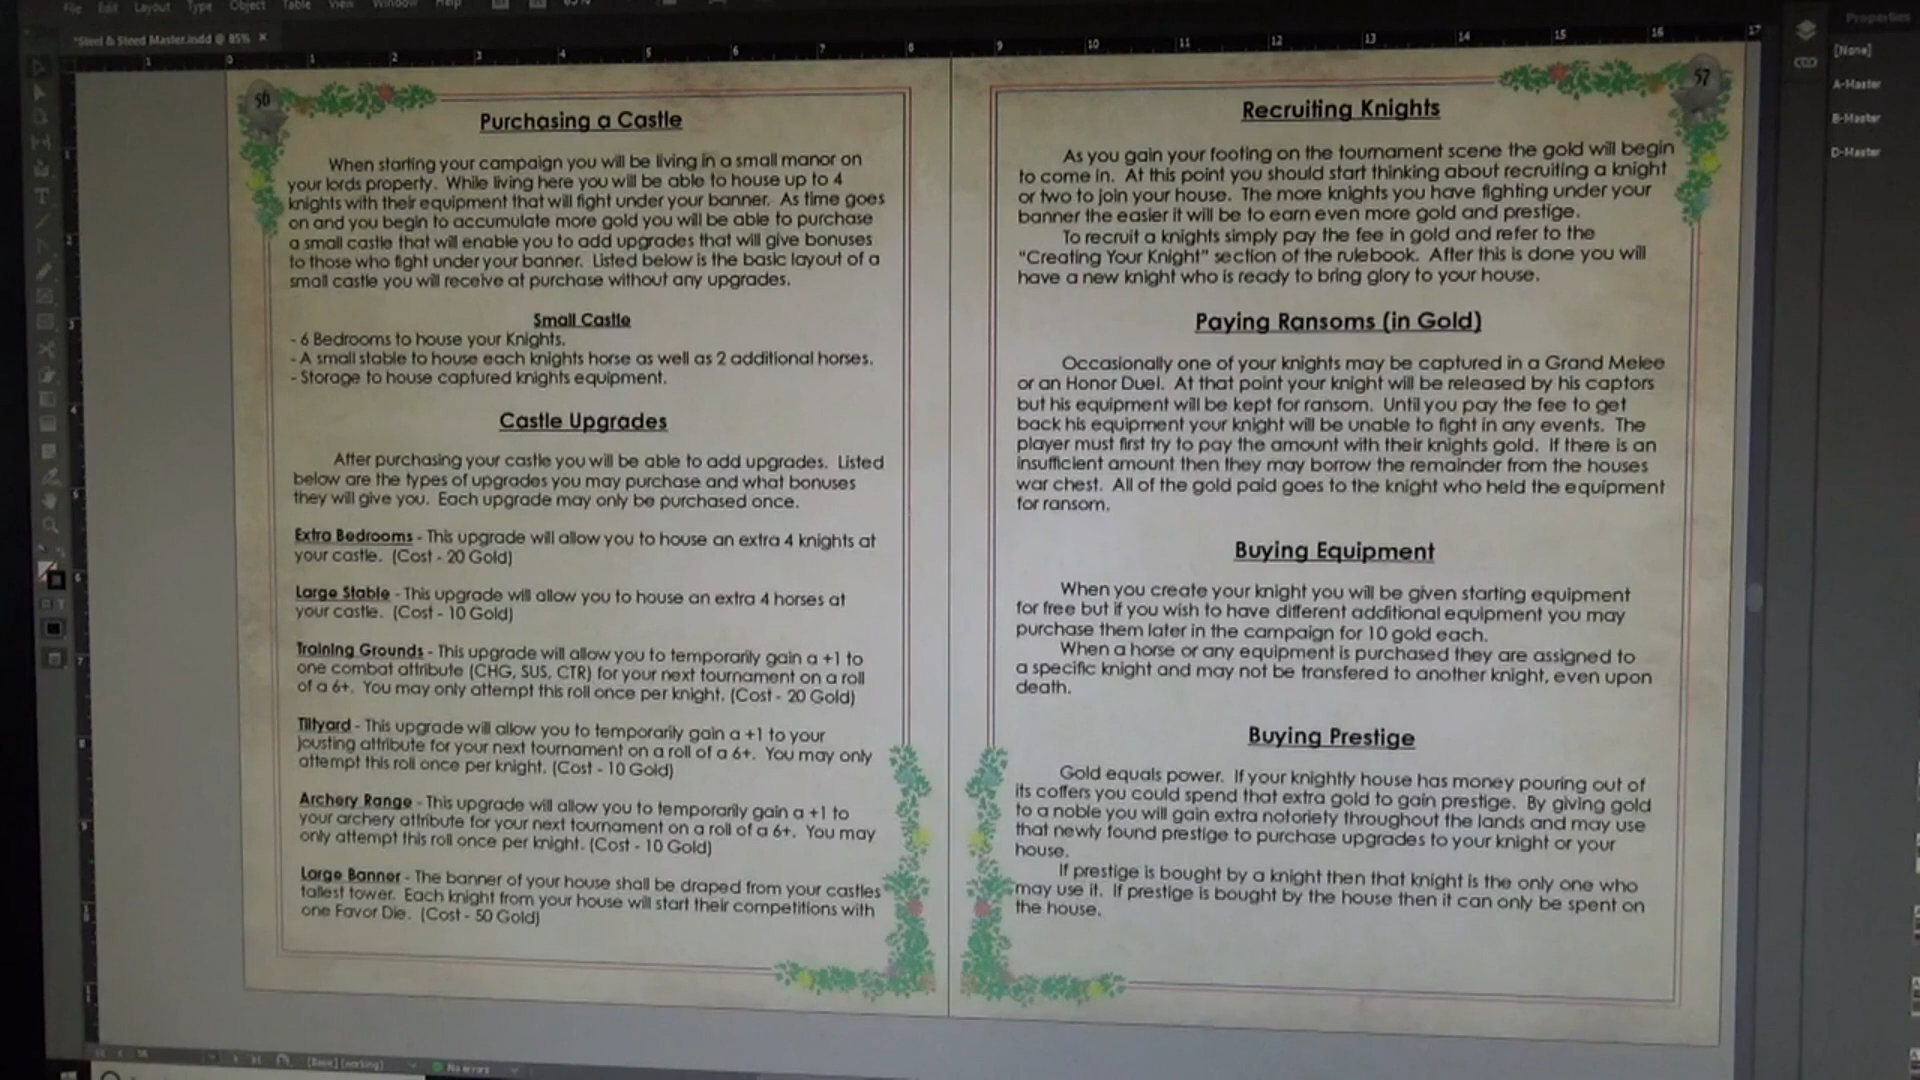 File Edit Layout Type Object Table View Window Help
*Steel & Steed Master.indd @ 85% ×
Properties
[None]
A-Master
B-Master
D-Master
56
Purchasing a Castle
When starting your campaign you will be living in a small manor on
your lords property. While living here you will be able to house up to 4
knights with their equipment that will fight under your banner. As time goes
on and you begin to accumulate more gold you will be able to purchase
a small castle that will enable you to add upgrades that will give bonuses
to those who fight under your banner. Listed below is the basic layout of a
small castle you will receive at purchase without any upgrades.
Small Castle
- 6 Bedrooms to house your Knights.
- A small stable to house each knights horse as well as 2 additional horses.
- Storage to house captured knights equipment.
Castle Upgrades
After purchasing your castle you will be able to add upgrades. Listed
below are the types of upgrades you may purchase and what bonuses
they will give you. Each upgrade may only be purchased once.
Extra Bedrooms - This upgrade will allow you to house an extra 4 knights at
your castle. (Cost - 20 Gold)
Large Stable - This upgrade will allow you to house an extra 4 horses at
your castle. (Cost - 10 Gold)
Training Grounds - This upgrade will allow you to temporarily gain a +1 to
one combat attribute (CHG, SUS, CTR) for your next tournament on a roll
of a 6+. You may only attempt this roll once per knight. (Cost - 20 Gold)
Tiltyard - This upgrade will allow you to temporarily gain a +1 to your
jousting attribute for your next tournament on a roll of a 6+. You may only
attempt this roll once per knight. (Cost - 10 Gold)
Archery Range - This upgrade will allow you to temporarily gain a +1 to
your archery attribute for your next tournament on a roll of a 6+. You may
only attempt this roll once per knight. (Cost - 10 Gold)
Large Banner - The banner of your house shall be draped from your castles
tallest tower. Each knight from your house will start their competitions with
one Favor Die. (Cost - 50 Gold)
57
Recruiting Knights
As you gain your footing on the tournament scene the gold will begin
to come in. At this point you should start thinking about recruiting a knight
or two to join your house. The more knights you have fighting under your
banner the easier it will be to earn even more gold and prestige.
To recruit a knights simply pay the fee in gold and refer to the
"Creating Your Knight" section of the rulebook. After this is done you will
have a new knight who is ready to bring glory to your house.
Paying Ransoms (in Gold)
Occasionally one of your knights may be captured in a Grand Melee
or an Honor Duel. At that point your knight will be released by his captors
but his equipment will be kept for ransom. Until you pay the fee to get
back his equipment your knight will be unable to fight in any events. The
player must first try to pay the amount with their knights gold. If there is an
insufficient amount then they may borrow the remainder from the houses
war chest. All of the gold paid goes to the knight who held the equipment
for ransom.
Buying Equipment
When you create your knight you will be given starting equipment
for free but if you wish to have different additional equipment you may
purchase them later in the campaign for 10 gold each.
When a horse or any equipment is purchased they are assigned to
a specific knight and may not be transfered to another knight, even upon
death.
Buying Prestige
Gold equals power. If your knightly house has money pouring out of
its coffers you could spend that extra gold to gain prestige. By giving gold
to a noble you will gain extra notoriety throughout the lands and may use
that newly found prestige to purchase upgrades to your knight or your
house.
If prestige is bought by a knight then that knight is the only one who
may use it. If prestige is bought by the house then it can only be spent on
the house.
56 [Basic] (working) No errors